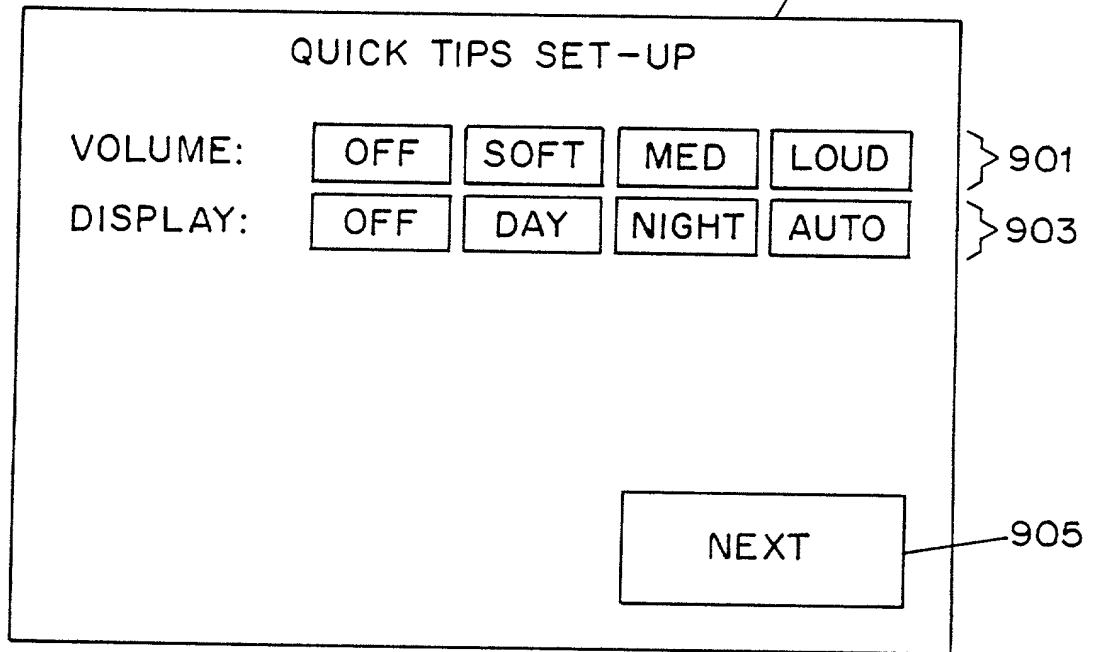 QUICK TIPS SET-UP
VOLUME: OFF SOFT MED LOUD 901
DISPLAY: OFF DAY NIGHT AUTO 903
NEXT 905